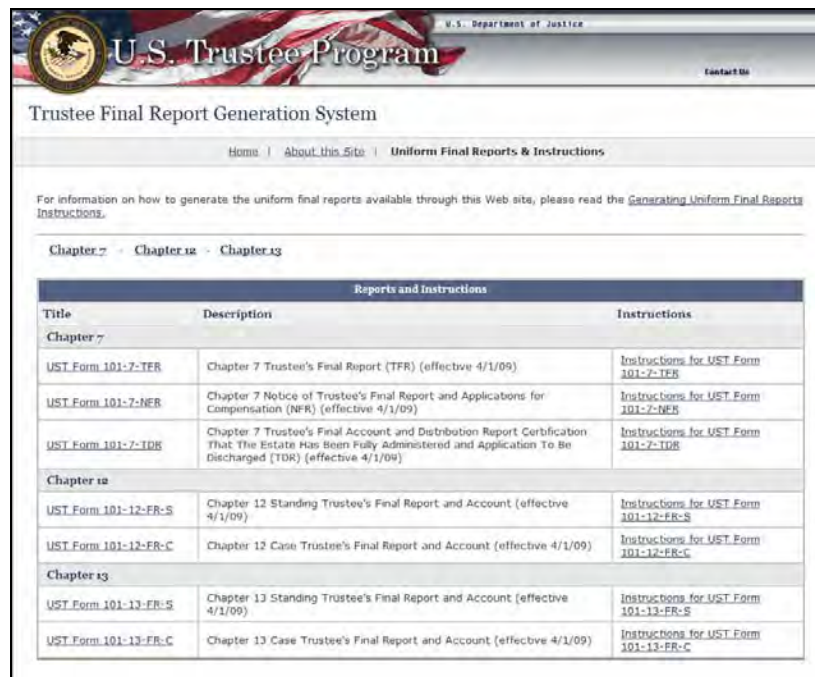 U.S. Department of Justice
U.S. Trustee Program
Contact Us
Trustee Final Report Generation System
Home | About this Site | Uniform Final Reports & Instructions
For information on how to generate the uniform final reports available through this Web site, please read the Generating Uniform Final Reports
Instructions.
Chapter 7 - Chapter 12 - Chapter 13
Reports and Instructions
Title Description Instructions
Chapter 7
UST Form 101-7-TFR Chapter 7 Trustee's Final Report (TFR) (effective 4/1/09) Instructions for UST Form
101-7-TFR
UST Form 101-7-NFR Chapter 7 Notice of Trustee's Final Report and Applications for
Compensation (NFR) (effective 4/1/09) Instructions for UST Form
101-7-NFR
UST Form 101-7-TDR Chapter 7 Trustee's Final Account and Distribution Report Certification
That The Estate Has Been Fully Administered and Application To Be
Discharged (TDR) (effective 4/1/09) Instructions for UST Form
101-7-TDR
Chapter 12
UST Form 101-12-FR-S Chapter 12 Standing Trustee's Final Report and Account (effective
4/1/09) Instructions for UST Form
101-12-FR-S
UST Form 101-12-FR-C Chapter 12 Case Trustee's Final Report and Account (effective 4/1/09) Instructions for UST Form
101-12-FR-C
Chapter 13
UST Form 101-13-FR-S Chapter 13 Standing Trustee's Final Report and Account (effective
4/1/09) Instructions for UST Form
101-13-FR-S
UST Form 101-13-FR-C Chapter 13 Case Trustee's Final Report and Account (effective 4/1/09) Instructions for UST Form
101-13-FR-C